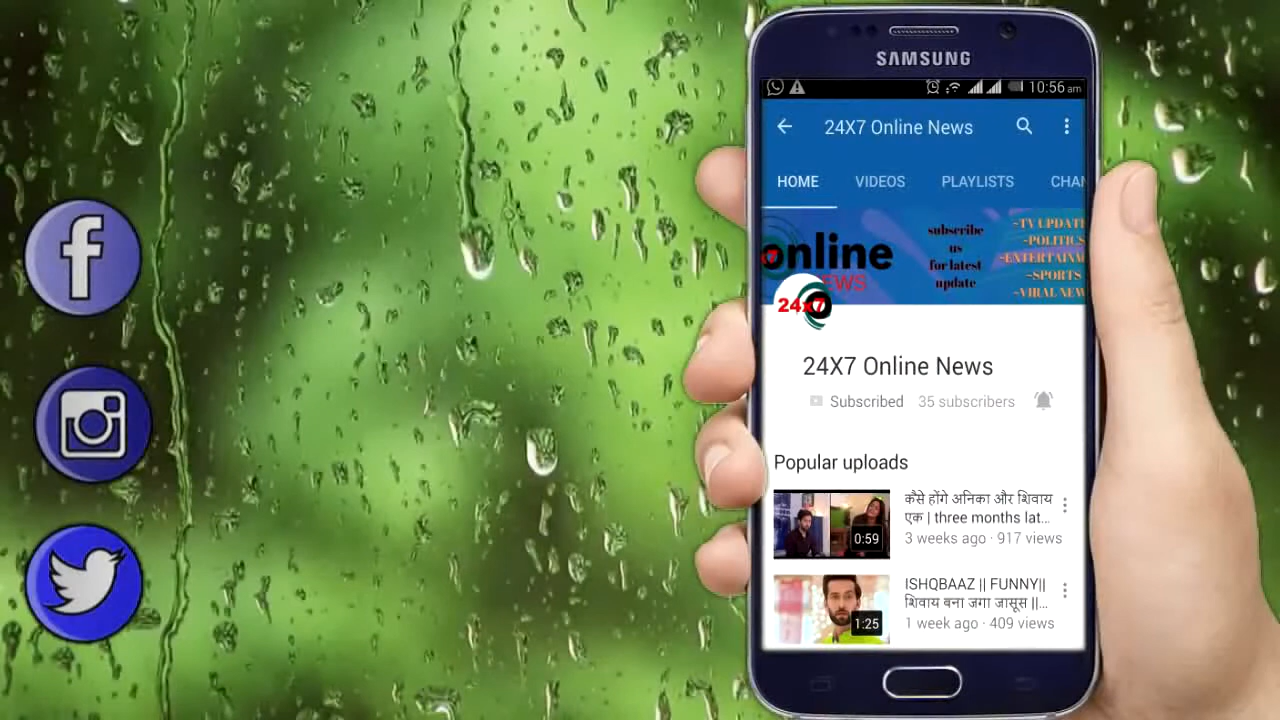 SAMSUNG
10:56 am
24X7 Online News
HOME VIDEOS PLAYLISTS CHAN
online
NEWS
24x7
subscribe
us
for latest
update
~TV UPDATE
~POLITICS
~ENTERTAINM
~SPORTS
~VIRAL NEW
24X7 Online News
Subscribed 35 subscribers
Popular uploads
कैसे होंगे अनिका और शिवाय
एक | three months lat...
3 weeks ago · 917 views
0:59
ISHQBAAZ || FUNNY||
शिवाय बना जगा जासूस ||...
1 week ago · 409 views
1:25